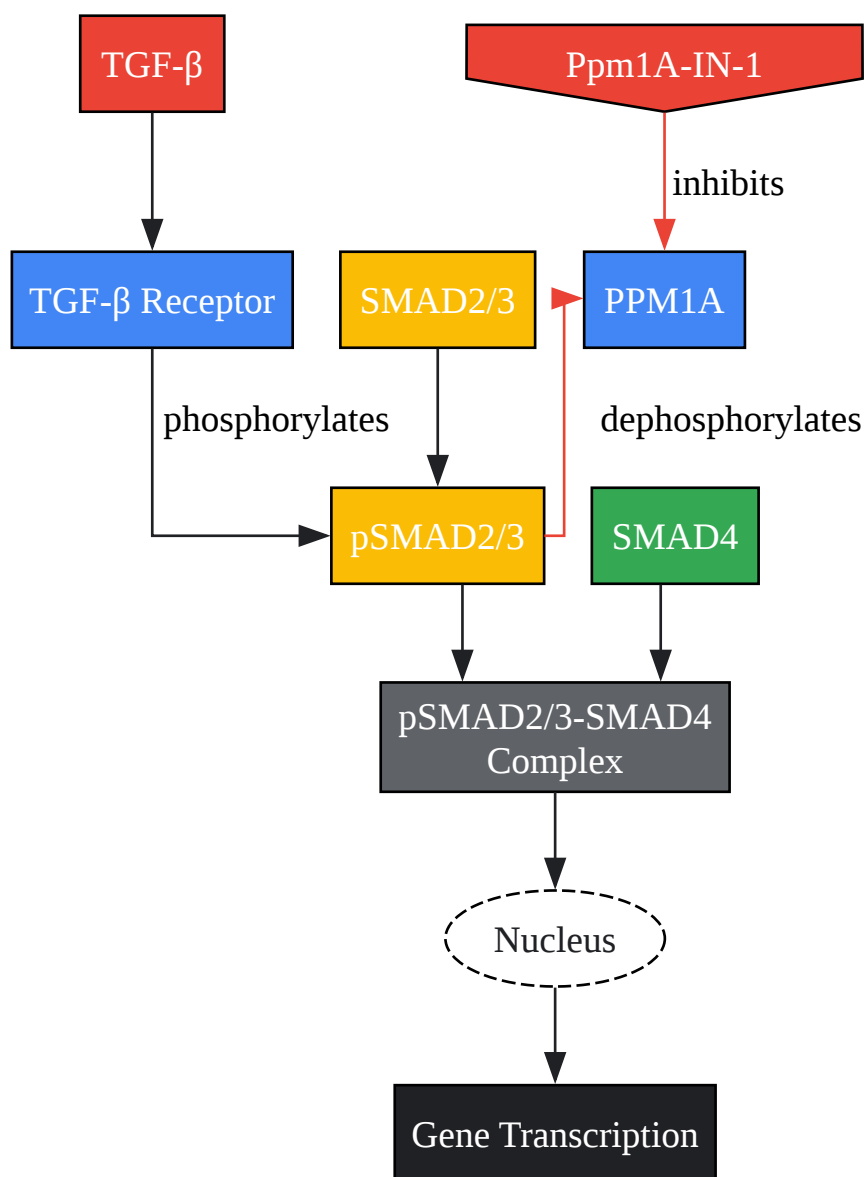 TGF-β
Ppm1A-IN-1
inhibits
TGF-β Receptor
SMAD2/3
PPM1A
phosphorylates
dephosphorylates
pSMAD2/3
SMAD4
pSMAD2/3-SMAD4
Complex
Nucleus
Gene Transcription